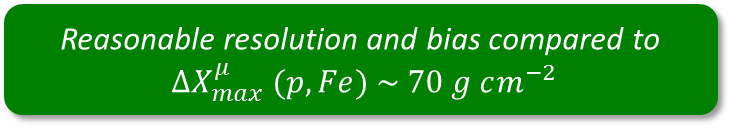 Reasonable resolution and bias compared to
ΔX^μ_max (p, Fe) ~ 70 g cm^−2